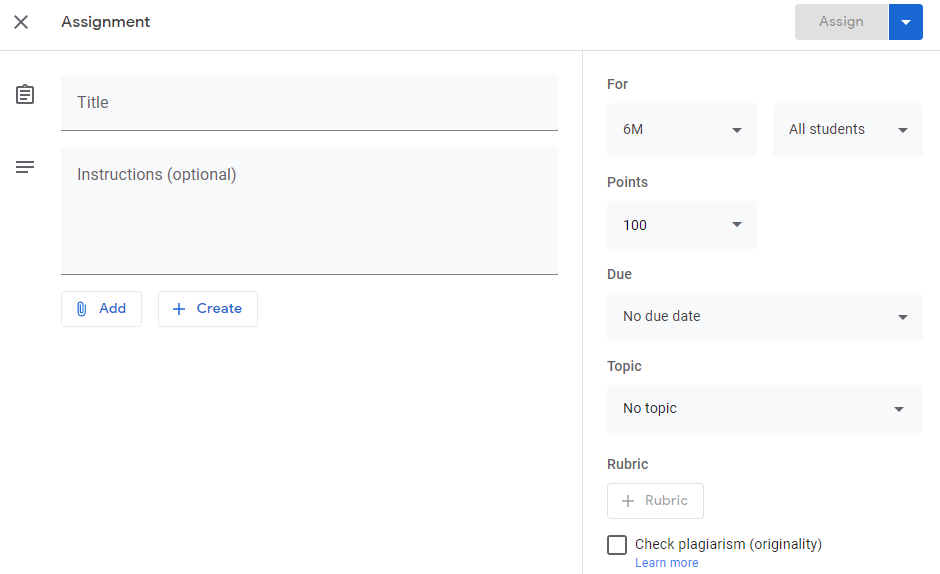 Assignment
Assign
Title
Instructions (optional)
Add
Create
For
6M
All students
Points
100
Due
No due date
Topic
No topic
Rubric
Rubric
Check plagiarism (originality)
Learn more